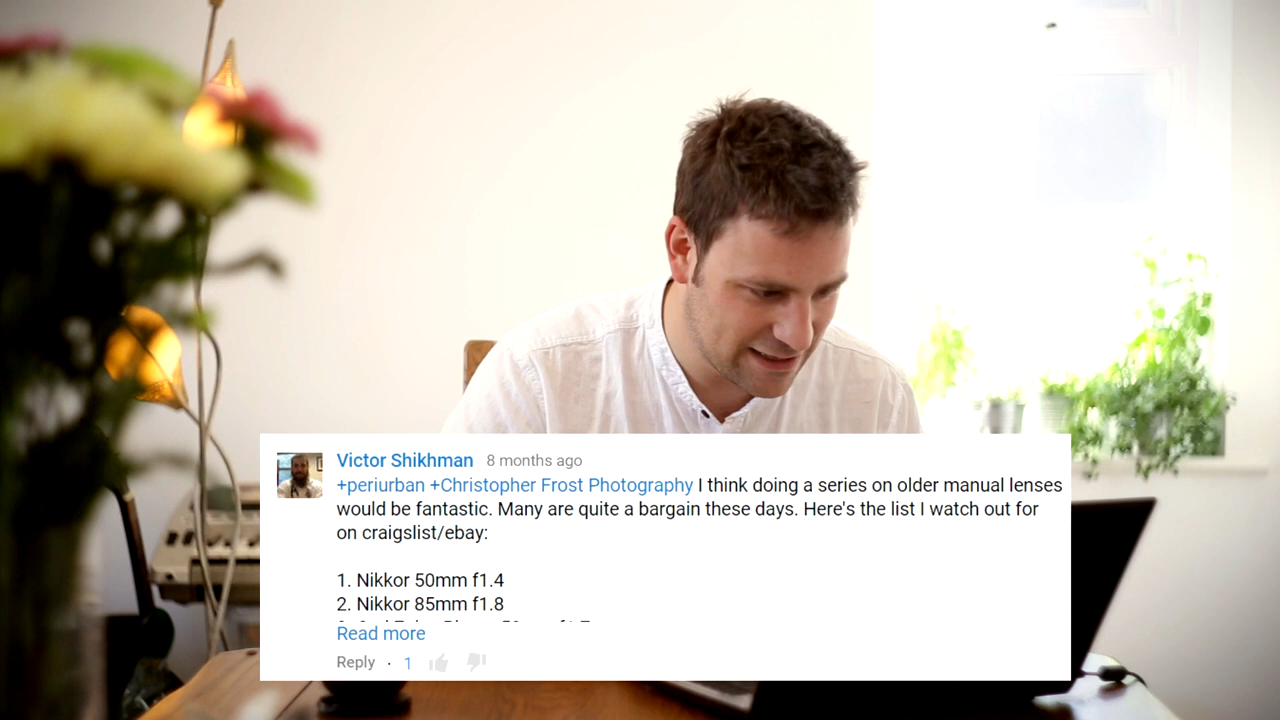 Victor Shikhman 8 months ago
+periurban +Christopher Frost Photography I think doing a series on older manual lenses
would be fantastic. Many are quite a bargain these days. Here's the list I watch out for
on craigslist/ebay:
1. Nikkor 50mm f1.4
2. Nikkor 85mm f1.8
Read more
Reply · 1